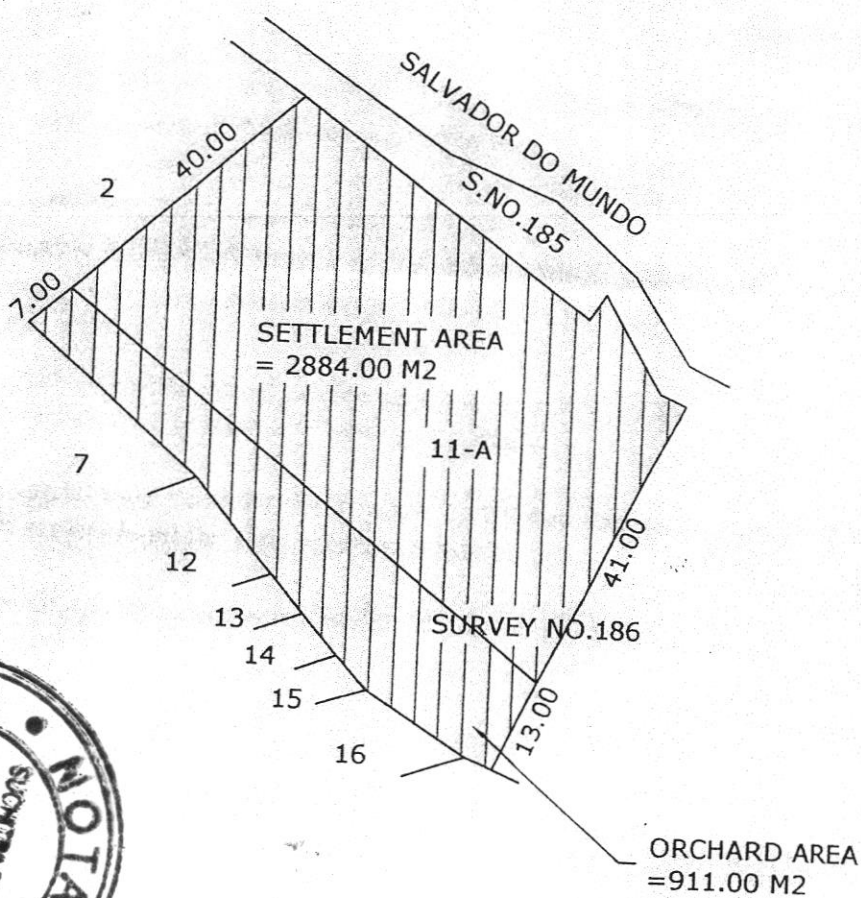 SALVADOR DO MUNDO
S.NO.185
40.00
2
7.00
SETTLEMENT AREA
= 2884.00 M2
11-A
7
41.00
12
13
SURVEY NO.186
14
15
13.00
16
NOTA
ORCHARD AREA
=911.00 M2